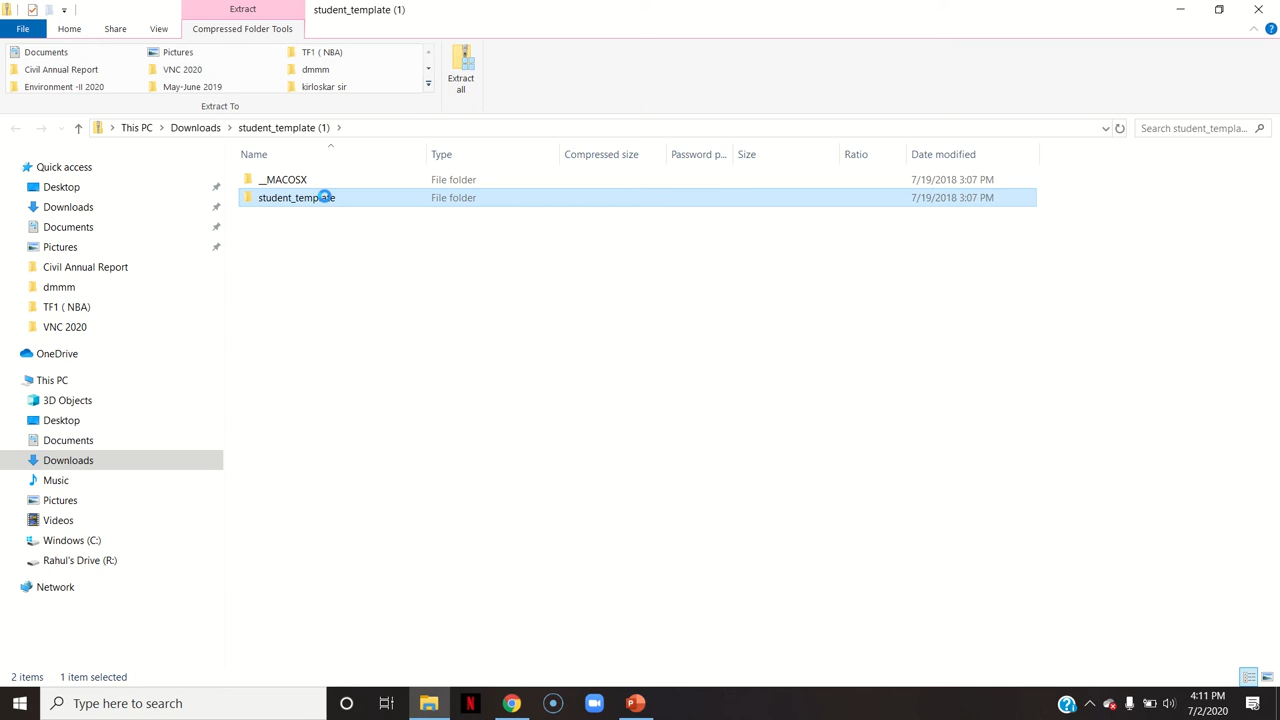 Extract
student_template (1)
File
Home
Share
View
Compressed Folder Tools
Documents
Pictures
TF1 ( NBA)
Civil Annual Report
VNC 2020
dmmm
Environment -II 2020
May-June 2019
kirloskar sir
Extract To
Extract
all
This PC
Downloads
student_template (1)
Search student_templa...
Name
Type
Compressed size
Password p...
Size
Ratio
Date modified
__MACOSX
File folder
7/19/2018 3:07 PM
student_template
File folder
7/19/2018 3:07 PM
Quick access
Desktop
Downloads
Documents
Pictures
Civil Annual Report
dmmm
TF1 ( NBA)
VNC 2020
OneDrive
This PC
3D Objects
Desktop
Documents
Downloads
Music
Pictures
Videos
Windows (C:)
Rahul's Drive (R:)
Network
2 items
1 item selected
Type here to search
4:11 PM
7/2/2020